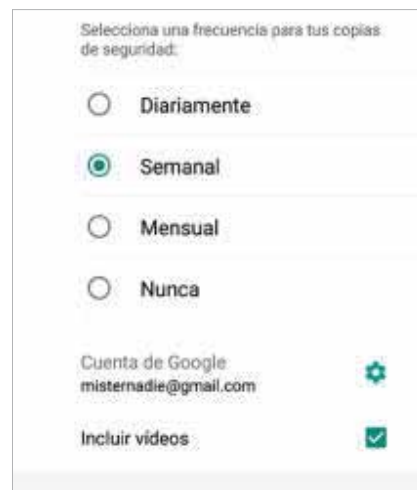 Selecciona una frecuencia para tus copias
de seguridad:
Diariamente
Semanal
Mensual
Nunca
Cuenta de Google
misternadie@gmail.com
Incluir vídeos